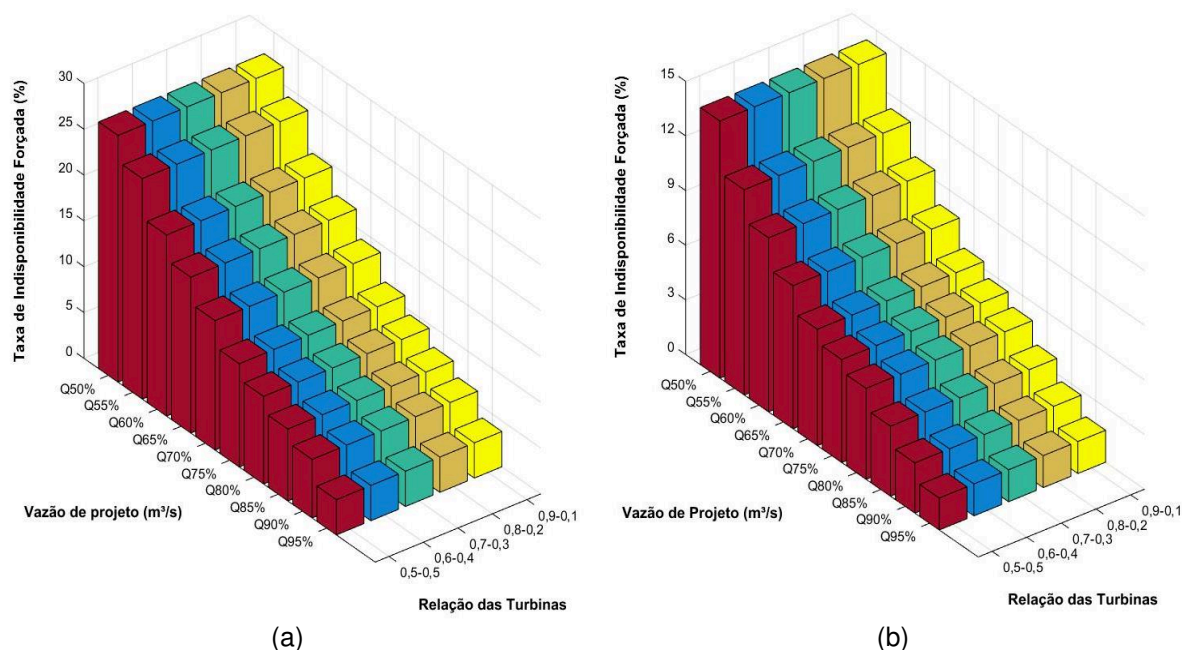 Taxa de Indisponibilidade Forçada (%)
30
25
20
15
10
5
0
Q50%
Q55%
Q60%
Q65%
Q70%
Q75%
Q80%
Q85%
Q90%
Q95%
Vazão de projeto (m³/s)
0,9-0,1
0,8-0,2
0,7-0,3
0,6-0,4
0,5-0,5
Relação das Turbinas
(a)
Taxa de Indisponibilidade Forçada (%)
15
12
9
6
3
0
Q50%
Q55%
Q60%
Q65%
Q70%
Q75%
Q80%
Q85%
Q90%
Q95%
Vazão de Projeto (m³/s)
0,9-0,1
0,8-0,2
0,7-0,3
0,6-0,4
0,5-0,5
Relação das Turbinas
(b)